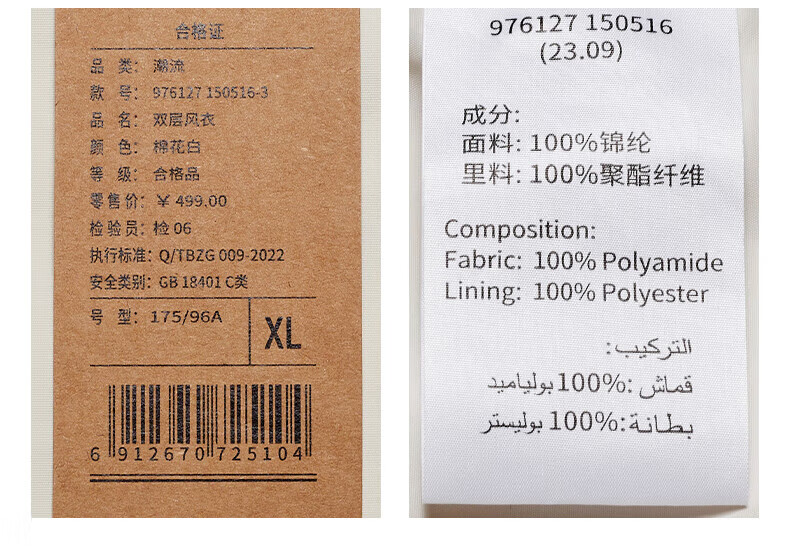 合格证
品 类：潮流
款 号：976127 150516-3
品 名：双层风衣
颜 色：棉花白
等 级：合格品
零售价：￥499.00
检验员：检 06
执行标准：Q/TBZG 009-2022
安全类别：GB 18401 C类
号 型：175/96A
XL
6 912670 725104
976127 150516
(23.09)
成分:
面料: 100%锦纶
里料: 100%聚酯纤维
Composition:
Fabric: 100% Polyamide
Lining: 100% Polyester
التركيب:
قماش: 100% بولياميد
بطانة: 100% بوليستر